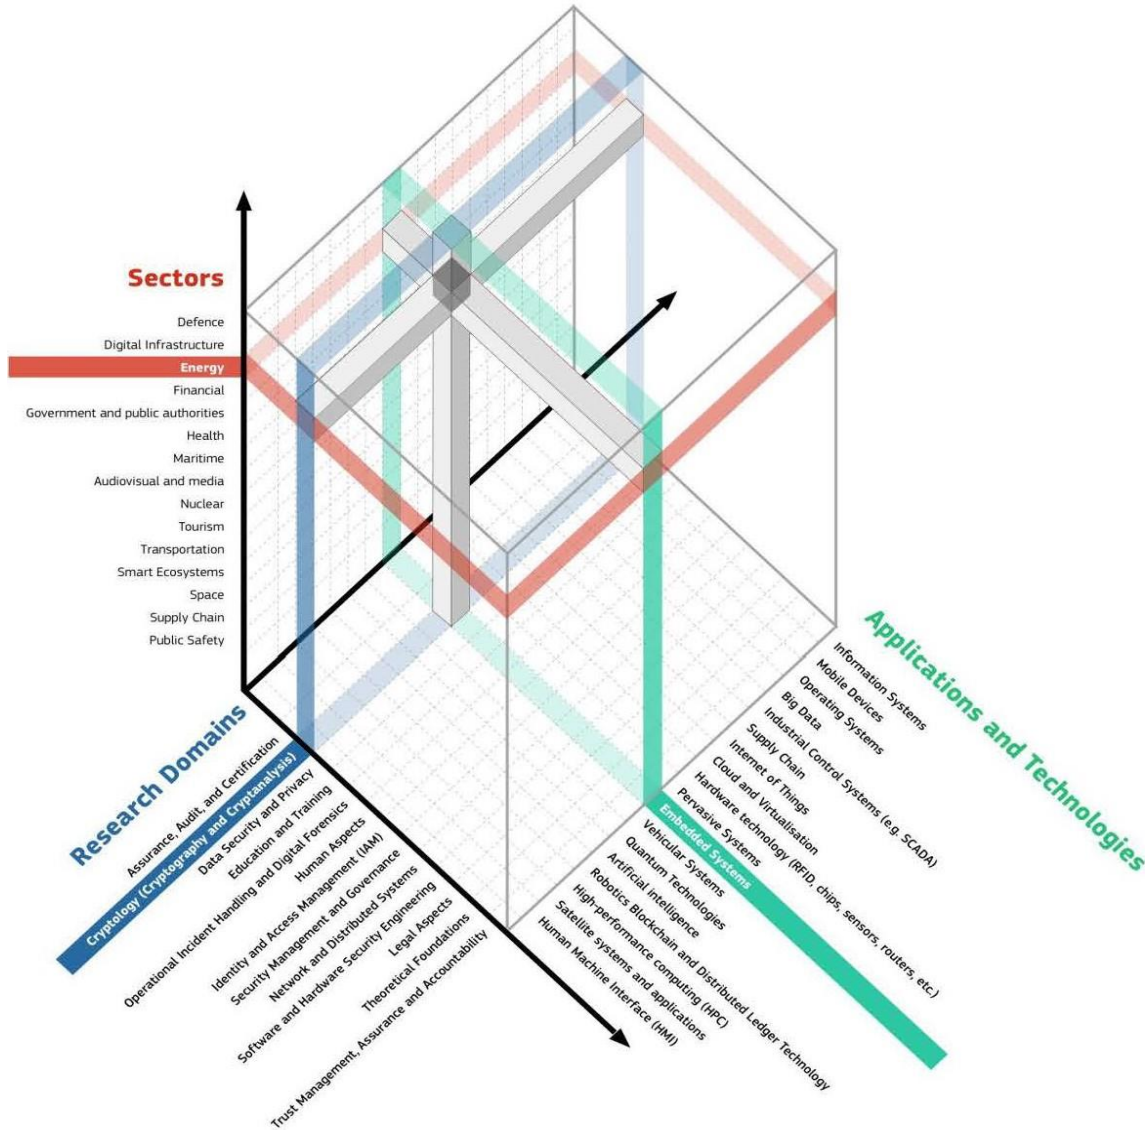 Sectors
Defence
Digital Infrastructure
Energy
Financial
Government and public authorities
Health
Maritime
Audiovisual and media
Nuclear
Tourism
Transportation
Smart Ecosystems
Space
Supply Chain
Public Safety
Research Domains
Assurance, Audit, and Certification
Cryptology (Cryptography and Cryptanalysis)
Data Security and Privacy
Education and Training
Operational Incident Handling and Digital Forensics
Human Aspects
Identity and Access Management (IAM)
Security Management and Governance
Network and Distributed Systems
Software and Hardware Security Engineering
Legal Aspects
Theoretical Foundations
Trust Management, Assurance and Accountability
Applications and Technologies
Information Systems
Mobile Devices
Operating Systems
Big Data
Industrial Control Systems (e.g. SCADA)
Supply Chain
Internet of Things
Cloud and Virtualisation
Hardware technology (RFID, chips, sensors, routers, etc.)
Pervasive Systems
Embedded Systems
Vehicular Systems
Quantum Technologies
Artificial intelligence
Robotics Blockchain and Distributed Ledger Technology
High-performance computing (HPC)
Satellite systems and applications
Human Machine Interface (HMI)